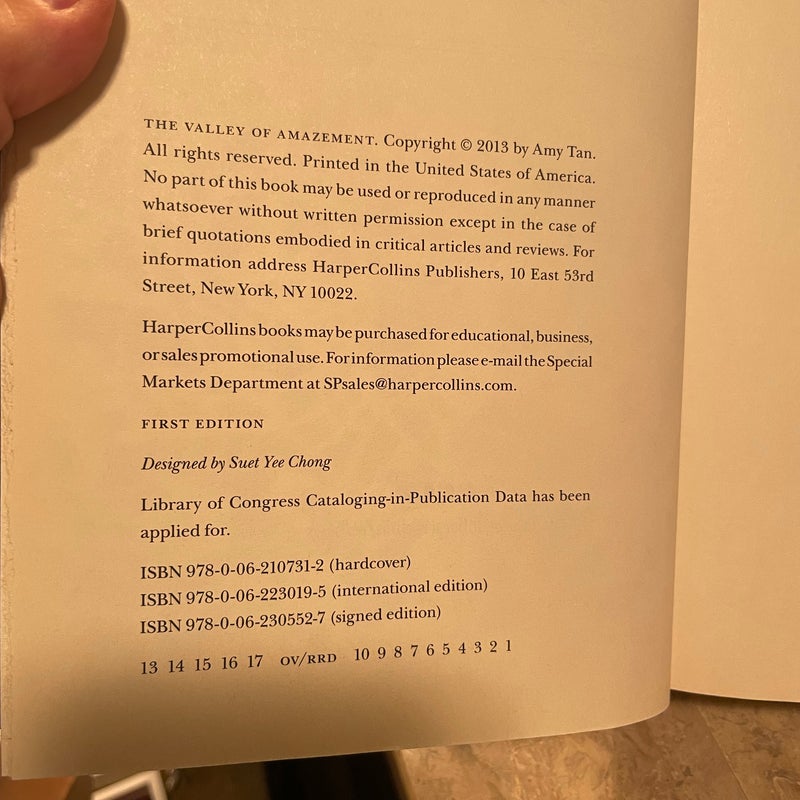 THE VALLEY OF AMAZEMENT. Copyright © 2013 by Amy Tan.
All rights reserved. Printed in the United States of America.
No part of this book may be used or reproduced in any manner
whatsoever without written permission except in the case of
brief quotations embodied in critical articles and reviews. For
information address HarperCollins Publishers, 10 East 53rd
Street, New York, NY 10022.
HarperCollins books may be purchased for educational, business,
or sales promotional use. For information please e-mail the Special
Markets Department at SPsales@harpercollins.com.
FIRST EDITION
Designed by Suet Yee Chong
Library of Congress Cataloging-in-Publication Data has been
applied for.
ISBN 978-0-06-210731-2 (hardcover)
ISBN 978-0-06-223019-5 (international edition)
ISBN 978-0-06-230552-7 (signed edition)
13 14 15 16 17 OV/RRD 10 9 8 7 6 5 4 3 2 1